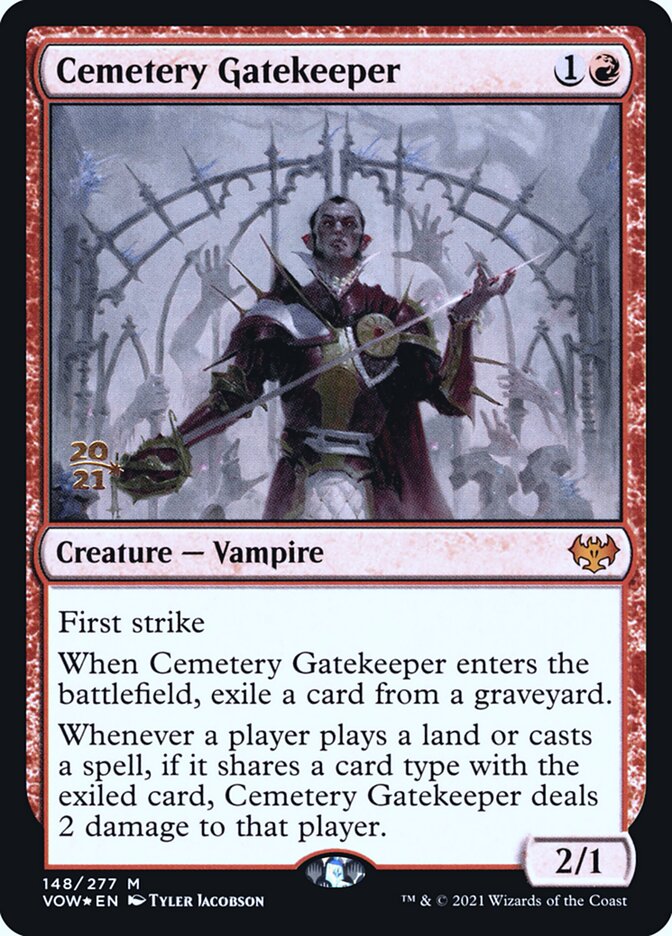 Cemetery Gatekeeper 1
20
21
Creature — Vampire
First strike
When Cemetery Gatekeeper enters the
battlefield, exile a card from a graveyard.
Whenever a player plays a land or casts
a spell, if it shares a card type with the
exiled card, Cemetery Gatekeeper deals
2 damage to that player.
2/1
148/277 M
VOW★EN Tyler Jacobson ™ & © 2021 Wizards of the Coast